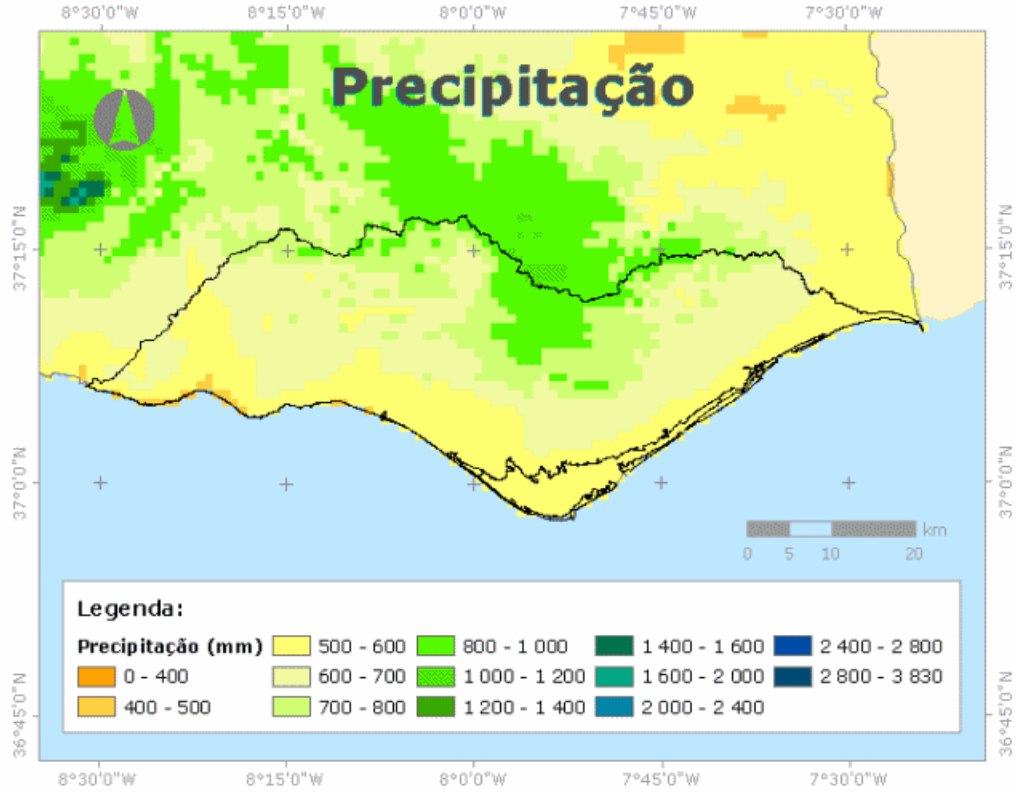 8°30'0"W 8°15'0"W 8°0'0"W 7°45'0"W 7°30'0"W
Precipitação
37°15'0"N 37°15'0"N
37°0'0"N 37°0'0"N
km
0 5 10 20
Legenda:
Precipitação (mm) 500 - 600 800 - 1 000 1 400 - 1 600 2 400 - 2 800
0 - 400 600 - 700 1 000 - 1 200 1 600 - 2 000 2 800 - 3 830
400 - 500 700 - 800 1 200 - 1 400 2 000 - 2 400
36°45'0"N 36°45'0"N
8°30'0"W 8°15'0"W 8°0'0"W 7°45'0"W 7°30'0"W